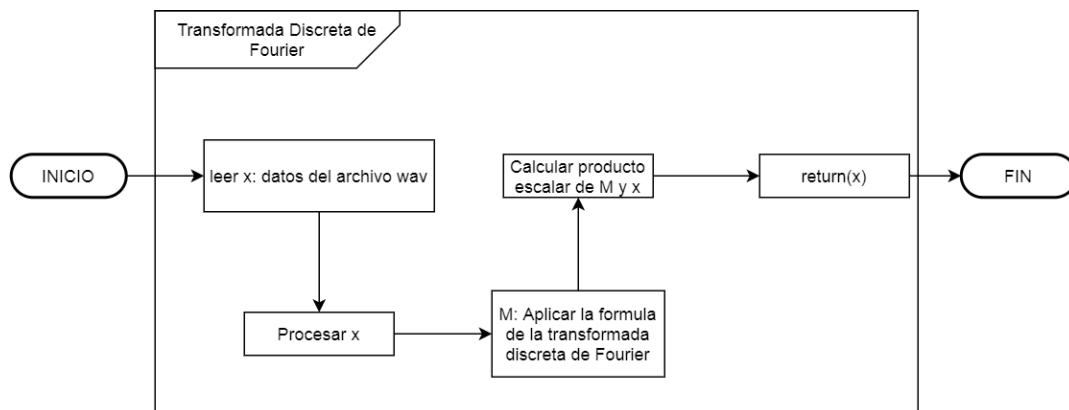 Transformada Discreta de
Fourier
INICIO
leer x: datos del archivo wav
Procesar x
M: Aplicar la formula
de la transformada
discreta de Fourier
Calcular producto
escalar de M y x
return(x)
FIN